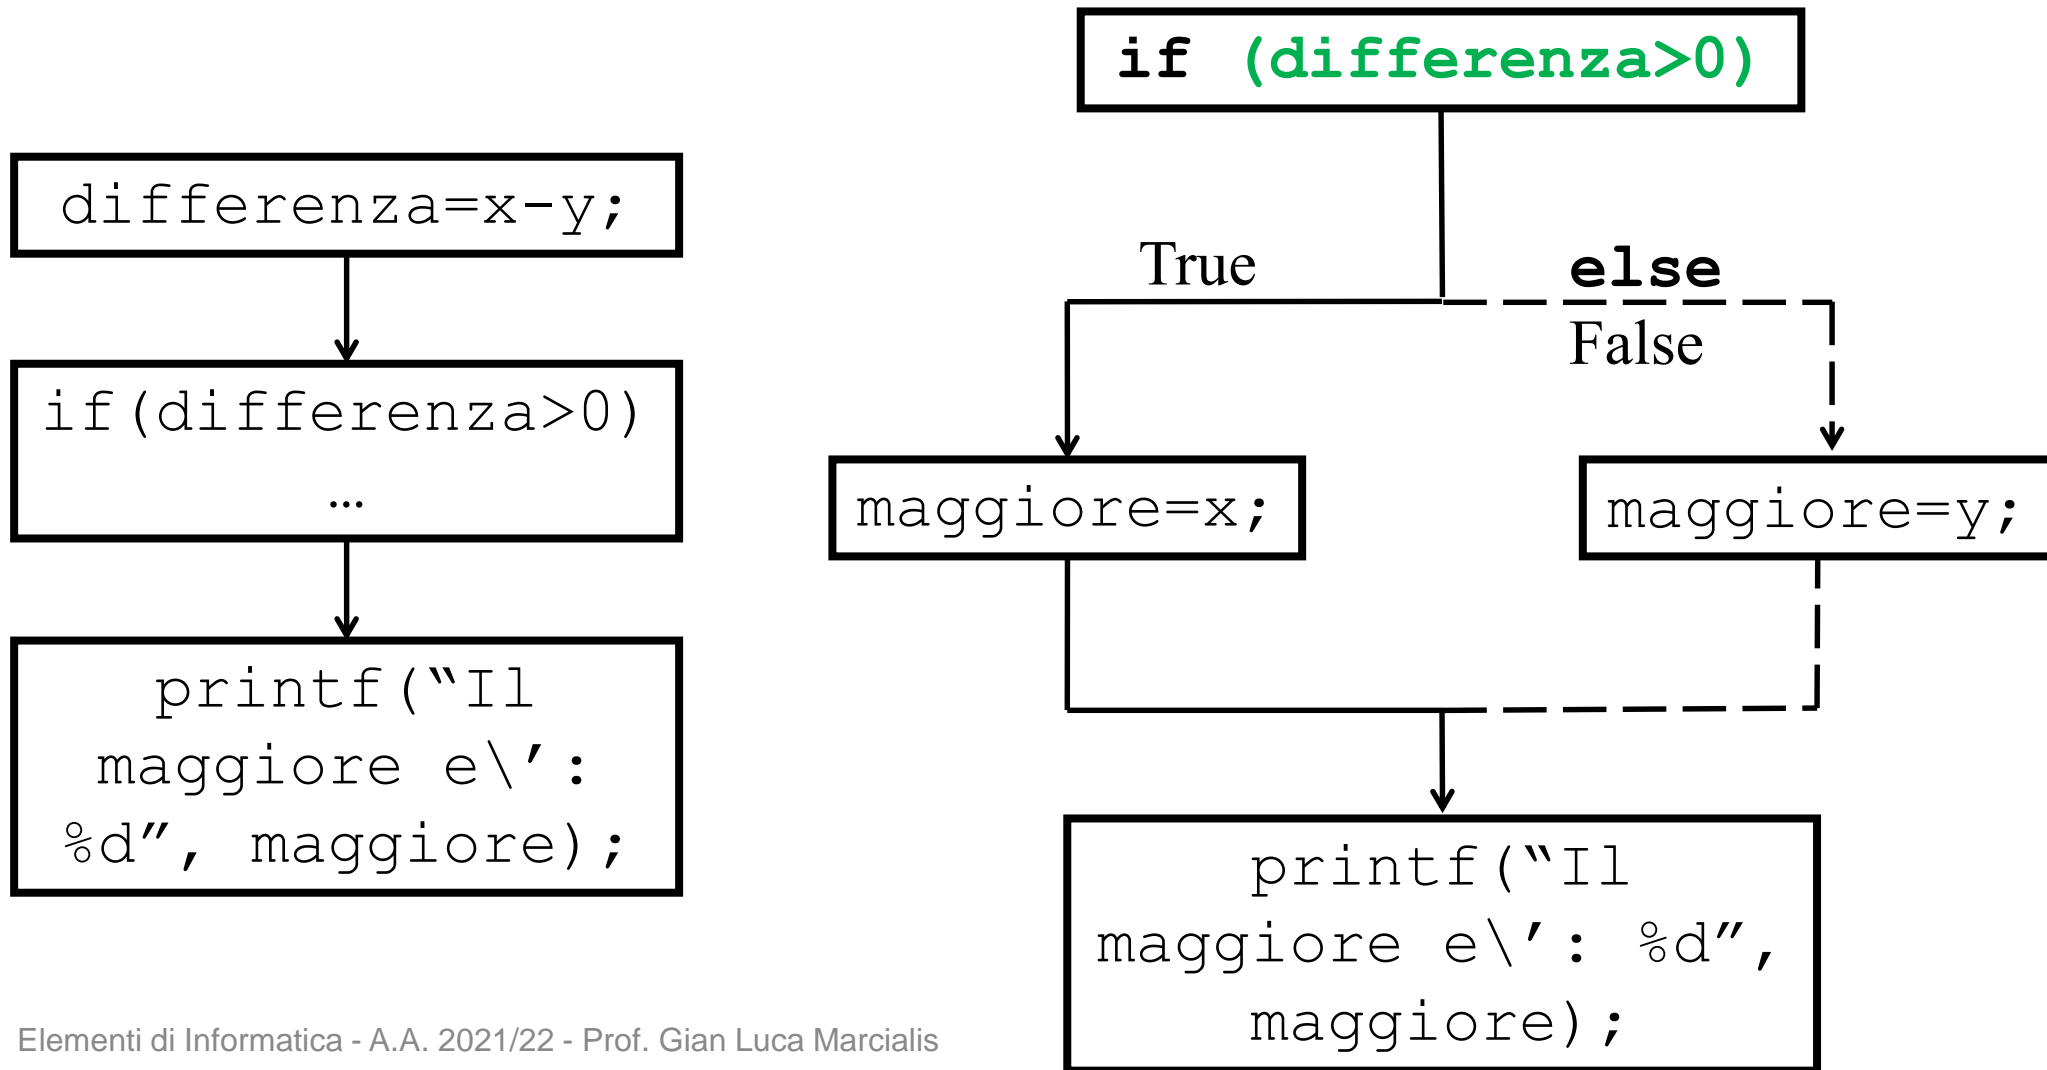 differenza=x-y;
if(differenza>0)
…
printf(“Il
maggiore e\’:
%d”, maggiore);
if (differenza>0)
True
else
False
maggiore=x;
maggiore=y;
printf(“Il
maggiore e\’: %d”,
maggiore);
Elementi di Informatica - A.A. 2021/22 - Prof. Gian Luca Marcialis